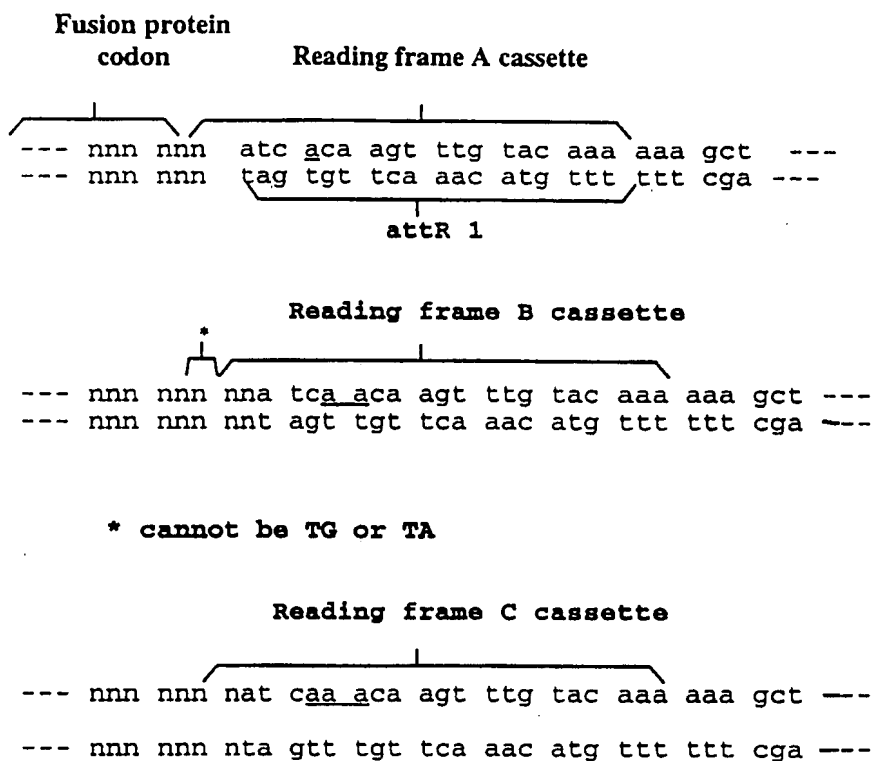 Fusion protein
codon
Reading frame A cassette
--- nnn nnn atc aca agt ttg tac aaa aaa gct ---
--- nnn nnn tag tgt tca aac atg ttt ttt cga ---
attR 1
Reading frame B cassette
*
--- nnn nnn nna tca aca agt ttg tac aaa aaa gct ---
--- nnn nnn nnt agt tgt tca aac atg ttt ttt cga ---
* cannot be TG or TA
Reading frame C cassette
--- nnn nnn nat caa aca agt ttg tac aaa aaa gct ---
--- nnn nnn nta gtt tgt tca aac atg ttt ttt cga ---